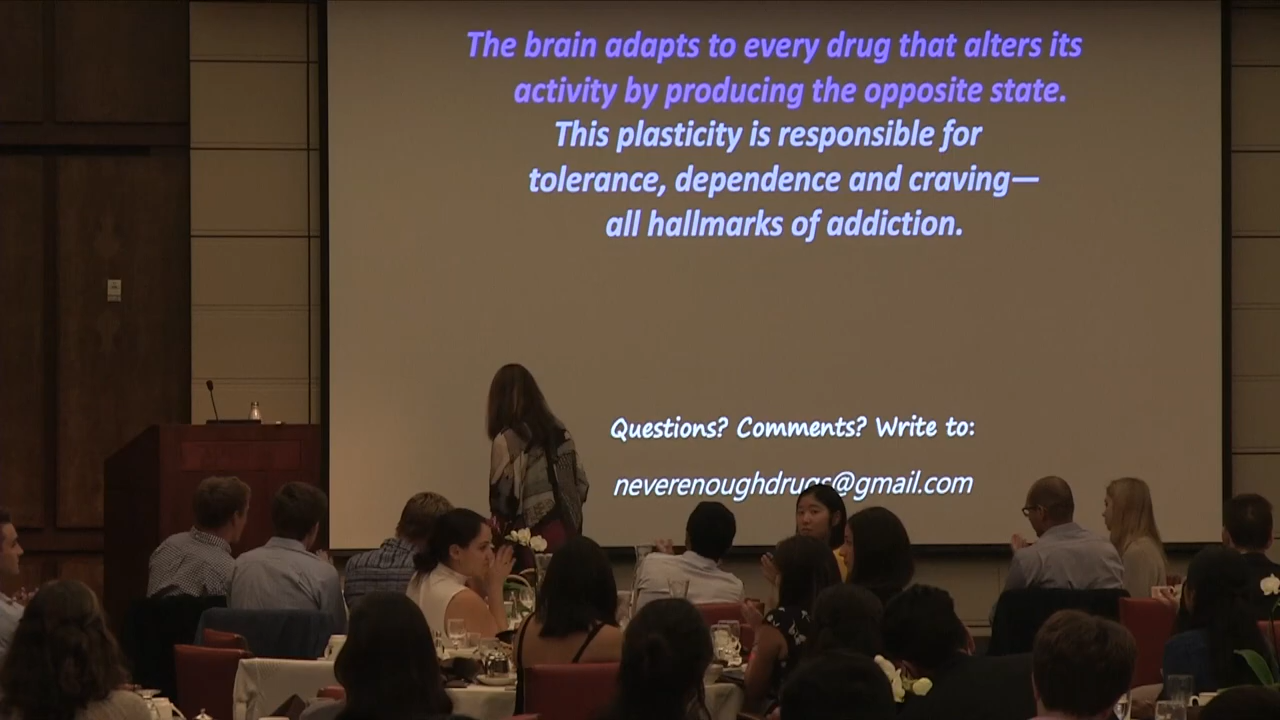 The brain adapts to every drug that alters its
activity by producing the opposite state.
This plasticity is responsible for
tolerance, dependence and craving—
all hallmarks of addiction.
Questions? Comments? Write to:
neverenoughdrugs@gmail.com